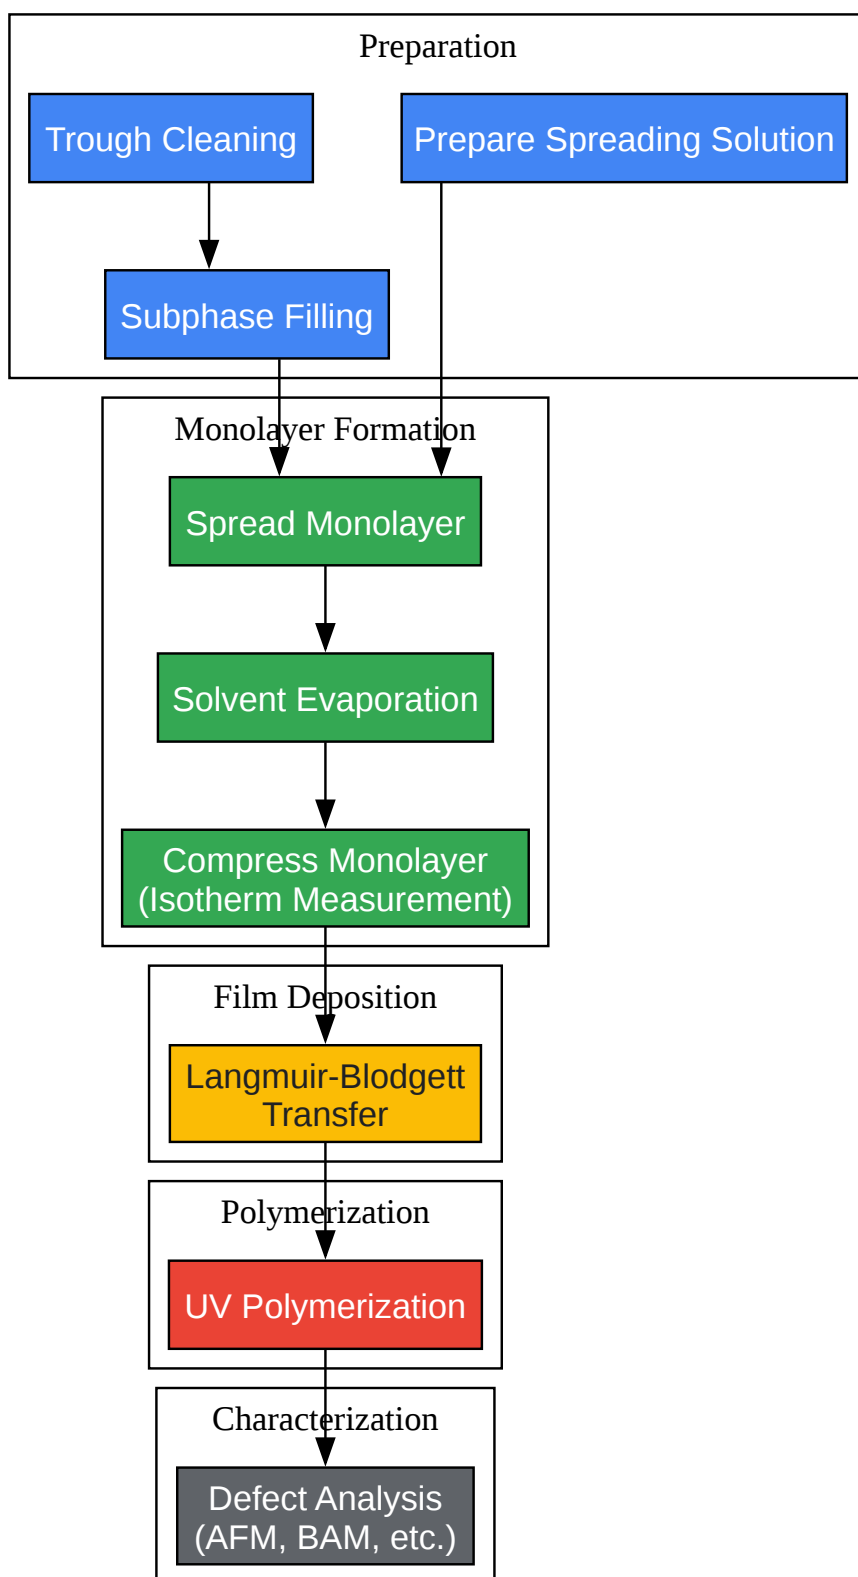 Preparation
Trough Cleaning
Prepare Spreading Solution
Subphase Filling
Monolayer Formation
Spread Monolayer
Solvent Evaporation
Compress Monolayer
(Isotherm Measurement)
Film Deposition
Langmuir-Blodgett
Transfer
Polymerization
UV Polymerization
Characterization
Defect Analysis
(AFM, BAM, etc.)